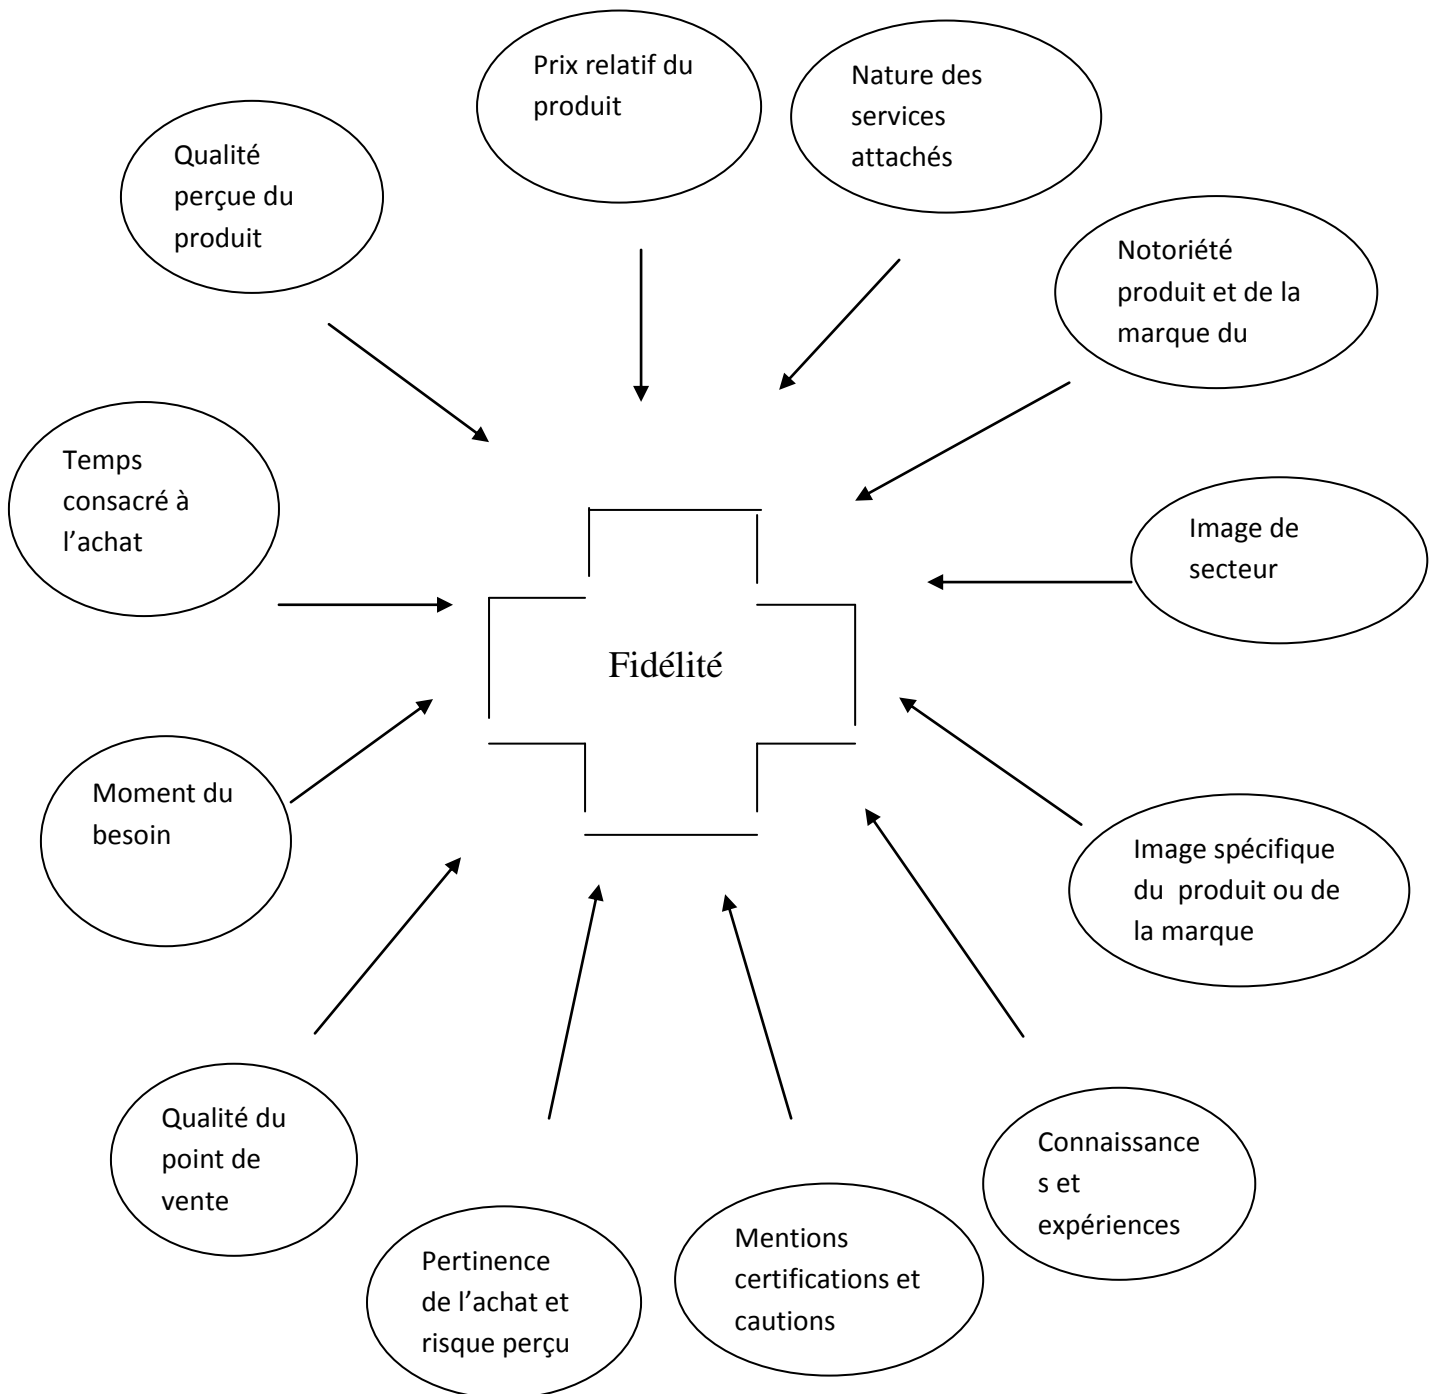 Prix relatif du
produit
Nature des
services
attachés
Qualité
perçue du
produit
Notoriété
produit et de la
marque du
Temps
consacré à
l’achat
Image de
secteur
Fidélité
Moment du
besoin
Image spécifique
du  produit ou de
la marque
Qualité du
point de
vente
Connaissance
s et
expériences
Pertinence
de l’achat et
risque perçu
Mentions
certifications et
cautions